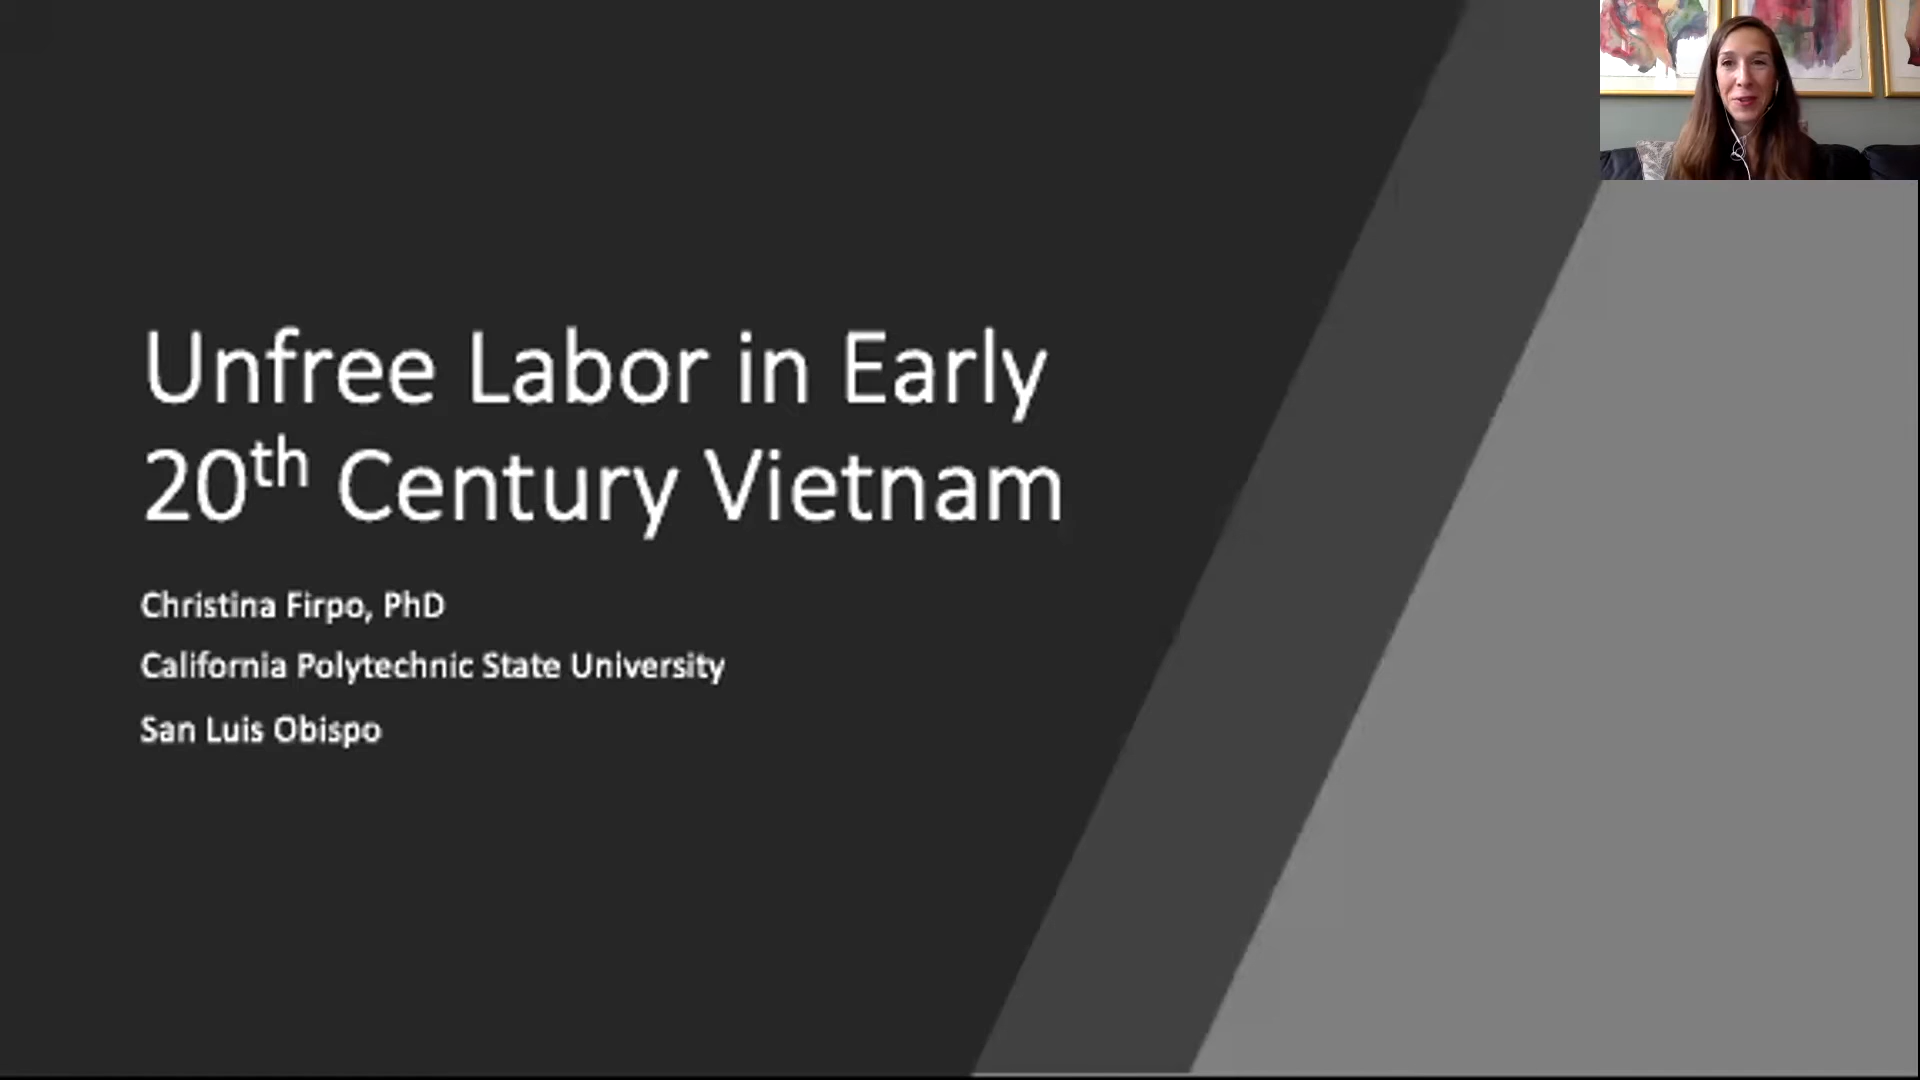 Unfree Labor in Early
20th Century Vietnam
Christina Firpo, PhD
California Polytechnic State University
San Luis Obispo